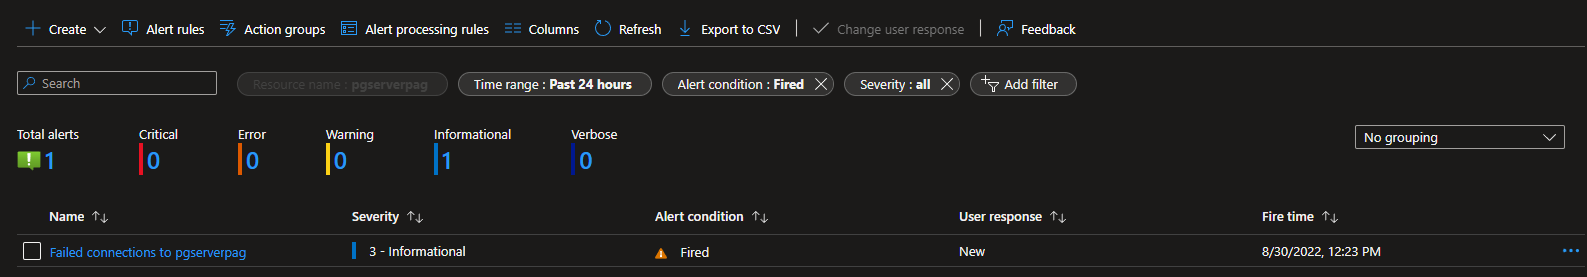 Create Alert rules Action groups Alert processing rules Columns Refresh Export to CSV Change user response Feedback
Search Resource name : pgserverpag Time range : Past 24 hours Alert condition : Fired Severity : all Add filter
Total alerts Critical Error Warning Informational Verbose
1 0 0 0 1 0
No grouping
Name Severity Alert condition User response Fire time
Failed connections to pgserverpag 3 - Informational Fired New 8/30/2022, 12:23 PM